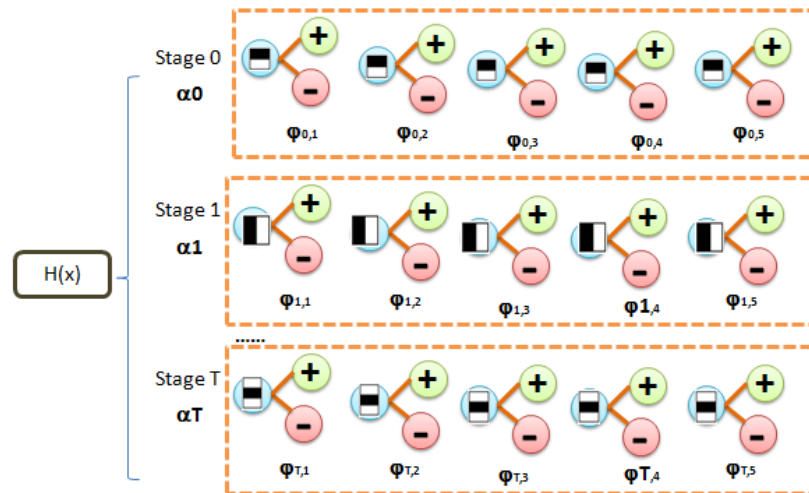 Stage 0
α0
+ + + + +
- - - - -
φ0,1 φ0,2 φ0,3 φ0,4 φ0,5
Stage 1
α1
+ + + + +
- - - - -
φ1,1 φ1,2 φ1,3 φ1,4 φ1,5
H(x)
......
Stage T
αT
+ + + + +
- - - - -
φT,1 φT,2 φT,3 φT,4 φT,5